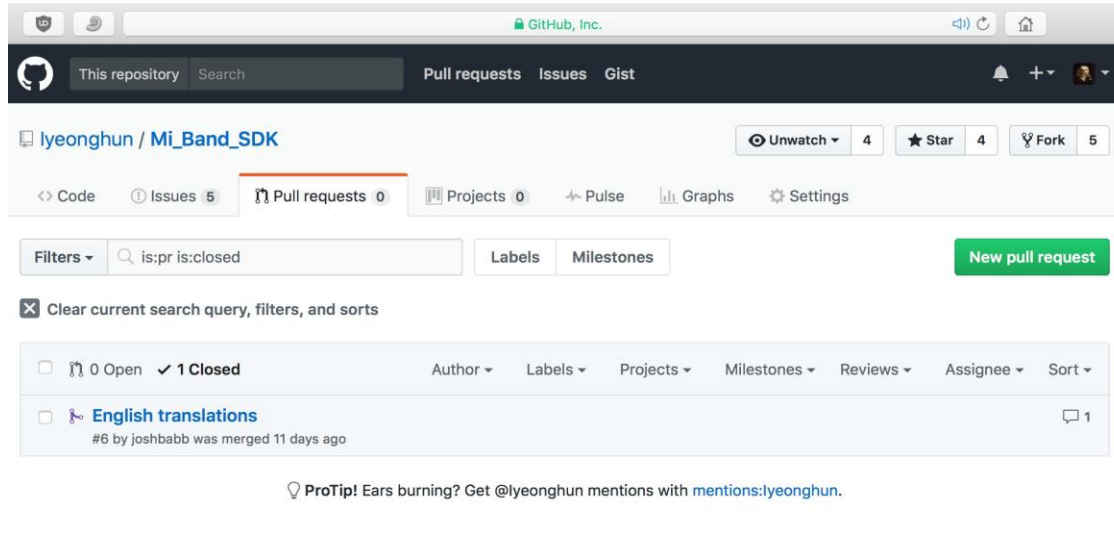 GitHub, Inc.
This repository Search Pull requests Issues Gist
lyeonghun / Mi_Band_SDK Unwatch 4 Star 4 Fork 5
Code Issues 5 Pull requests 0 Projects 0 Pulse Graphs Settings
Filters is:pr is:closed Labels Milestones New pull request
Clear current search query, filters, and sorts
0 Open 1 Closed Author Labels Projects Milestones Reviews Assignee Sort
English translations 1
#6 by joshbabb was merged 11 days ago
ProTip! Ears burning? Get @lyeonghun mentions with mentions:lyeonghun.